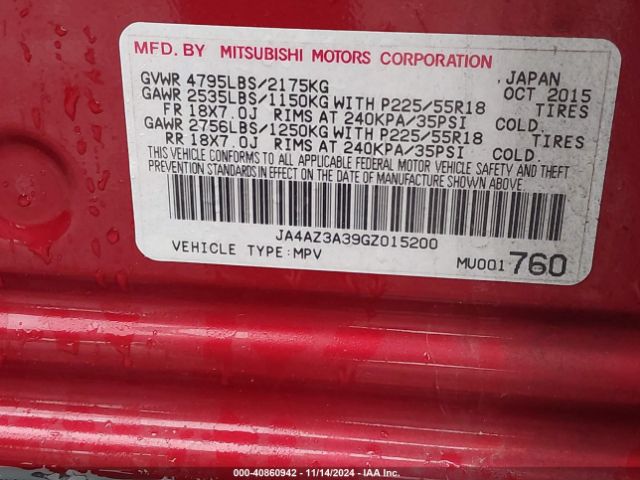 MFD. BY MITSUBISHI MOTORS CORPORATION
GVWR 4795LBS/2175KG JAPAN
GAWR 2535LBS/1150KG WITH P225/55R18 OCT 2015
FR 18X7.0J RIMS AT 240KPA/35PSI TIRES
GAWR 2756LBS/1250KG WITH P225/55R18 COLD.
RR 18X7.0J RIMS AT 240KPA/35PSI TIRES
COLD.
THIS VEHICLE CONFORMS TO ALL APPLICABLE FEDERAL MOTOR VEHICLE SAFETY AND THEFT
PREVENTION STANDARDS IN EFFECT ON THE DATE OF MANUFACTURE SHOWN ABOVE.
JA4AZ3A39GZ015200
VEHICLE TYPE:MPV MU001760
000-40860942 - 11/14/2024 - IAA Inc.